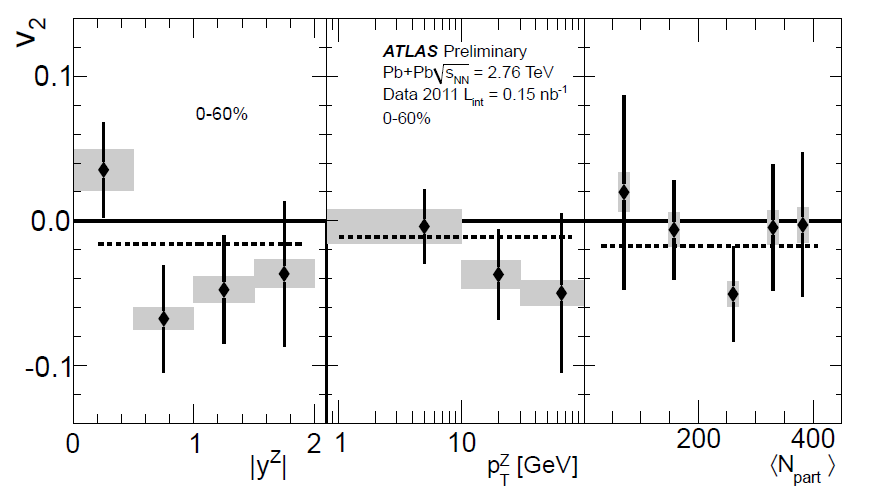 v2
0.1
0.0
-0.1
0-60%
ATLAS Preliminary
Pb+Pb√sNN = 2.76 TeV
Data 2011 Lint = 0.15 nb-1
0-60%
0 1 2 1 10 200 400
|yZ| pTZ [GeV] ⟨Npart⟩